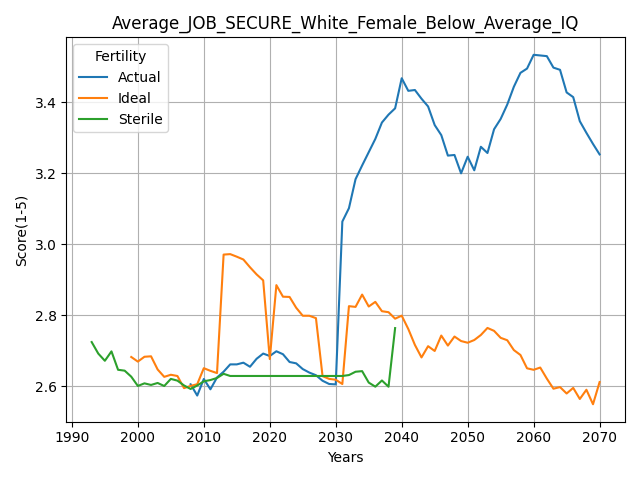 Average_JOB_SECURE_White_Female_Below_Average_IQ
Fertility
Actual
Ideal
Sterile
Score(1-5)
3.4
3.2
3.0
2.8
2.6
1990 2000 2010 2020 2030 2040 2050 2060 2070
Years